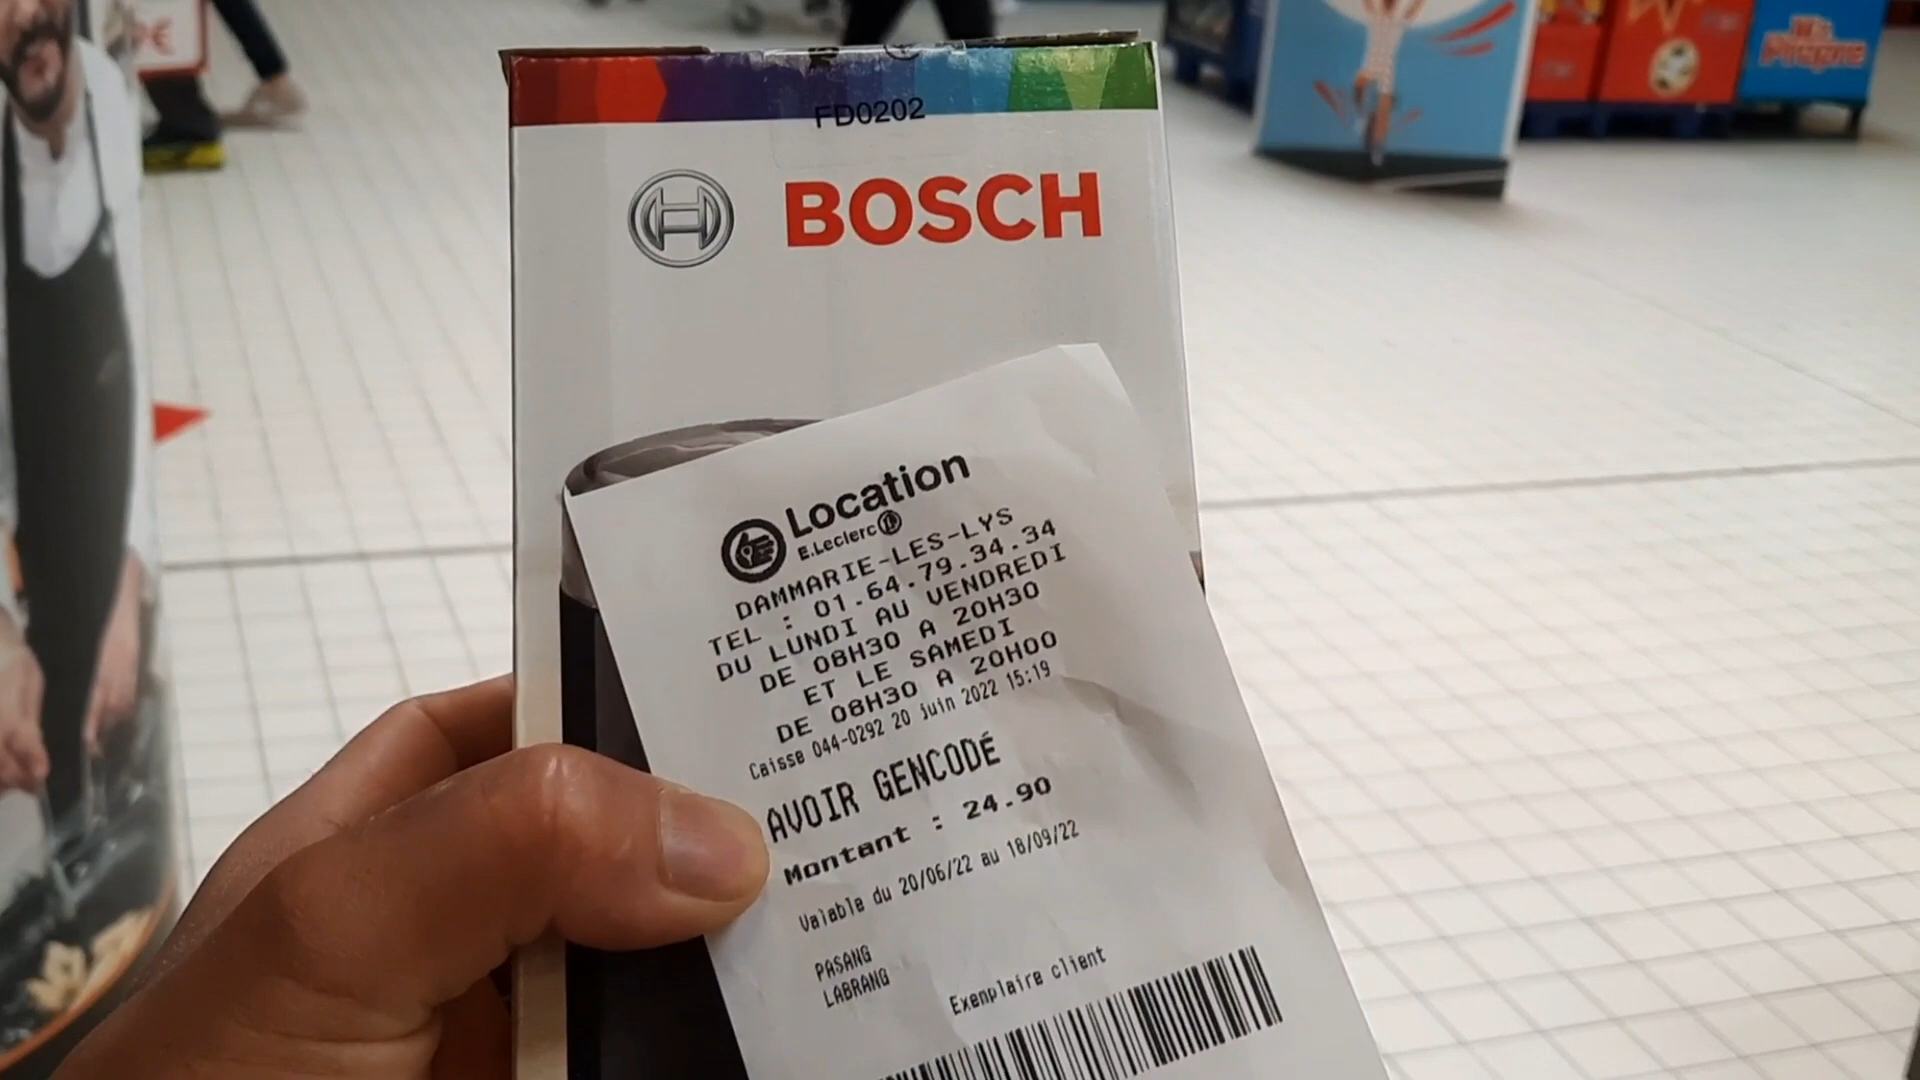 FD0202
BOSCH
Location
E.Leclerc
DAMMARIE-LES-LYS
TEL : 01.64.79.34.34
DU LUNDI AU VENDREDI
DE 08H30 A 20H30
ET LE SAMEDI
DE 08H30 A 20H00
Caisse 044-0292 20 juin 2022 15:19
AVOIR GENCODÉ
Montant : 24.90
Valable du 20/06/22 au 18/09/22
PASANG
LABRANG
Exemplaire client